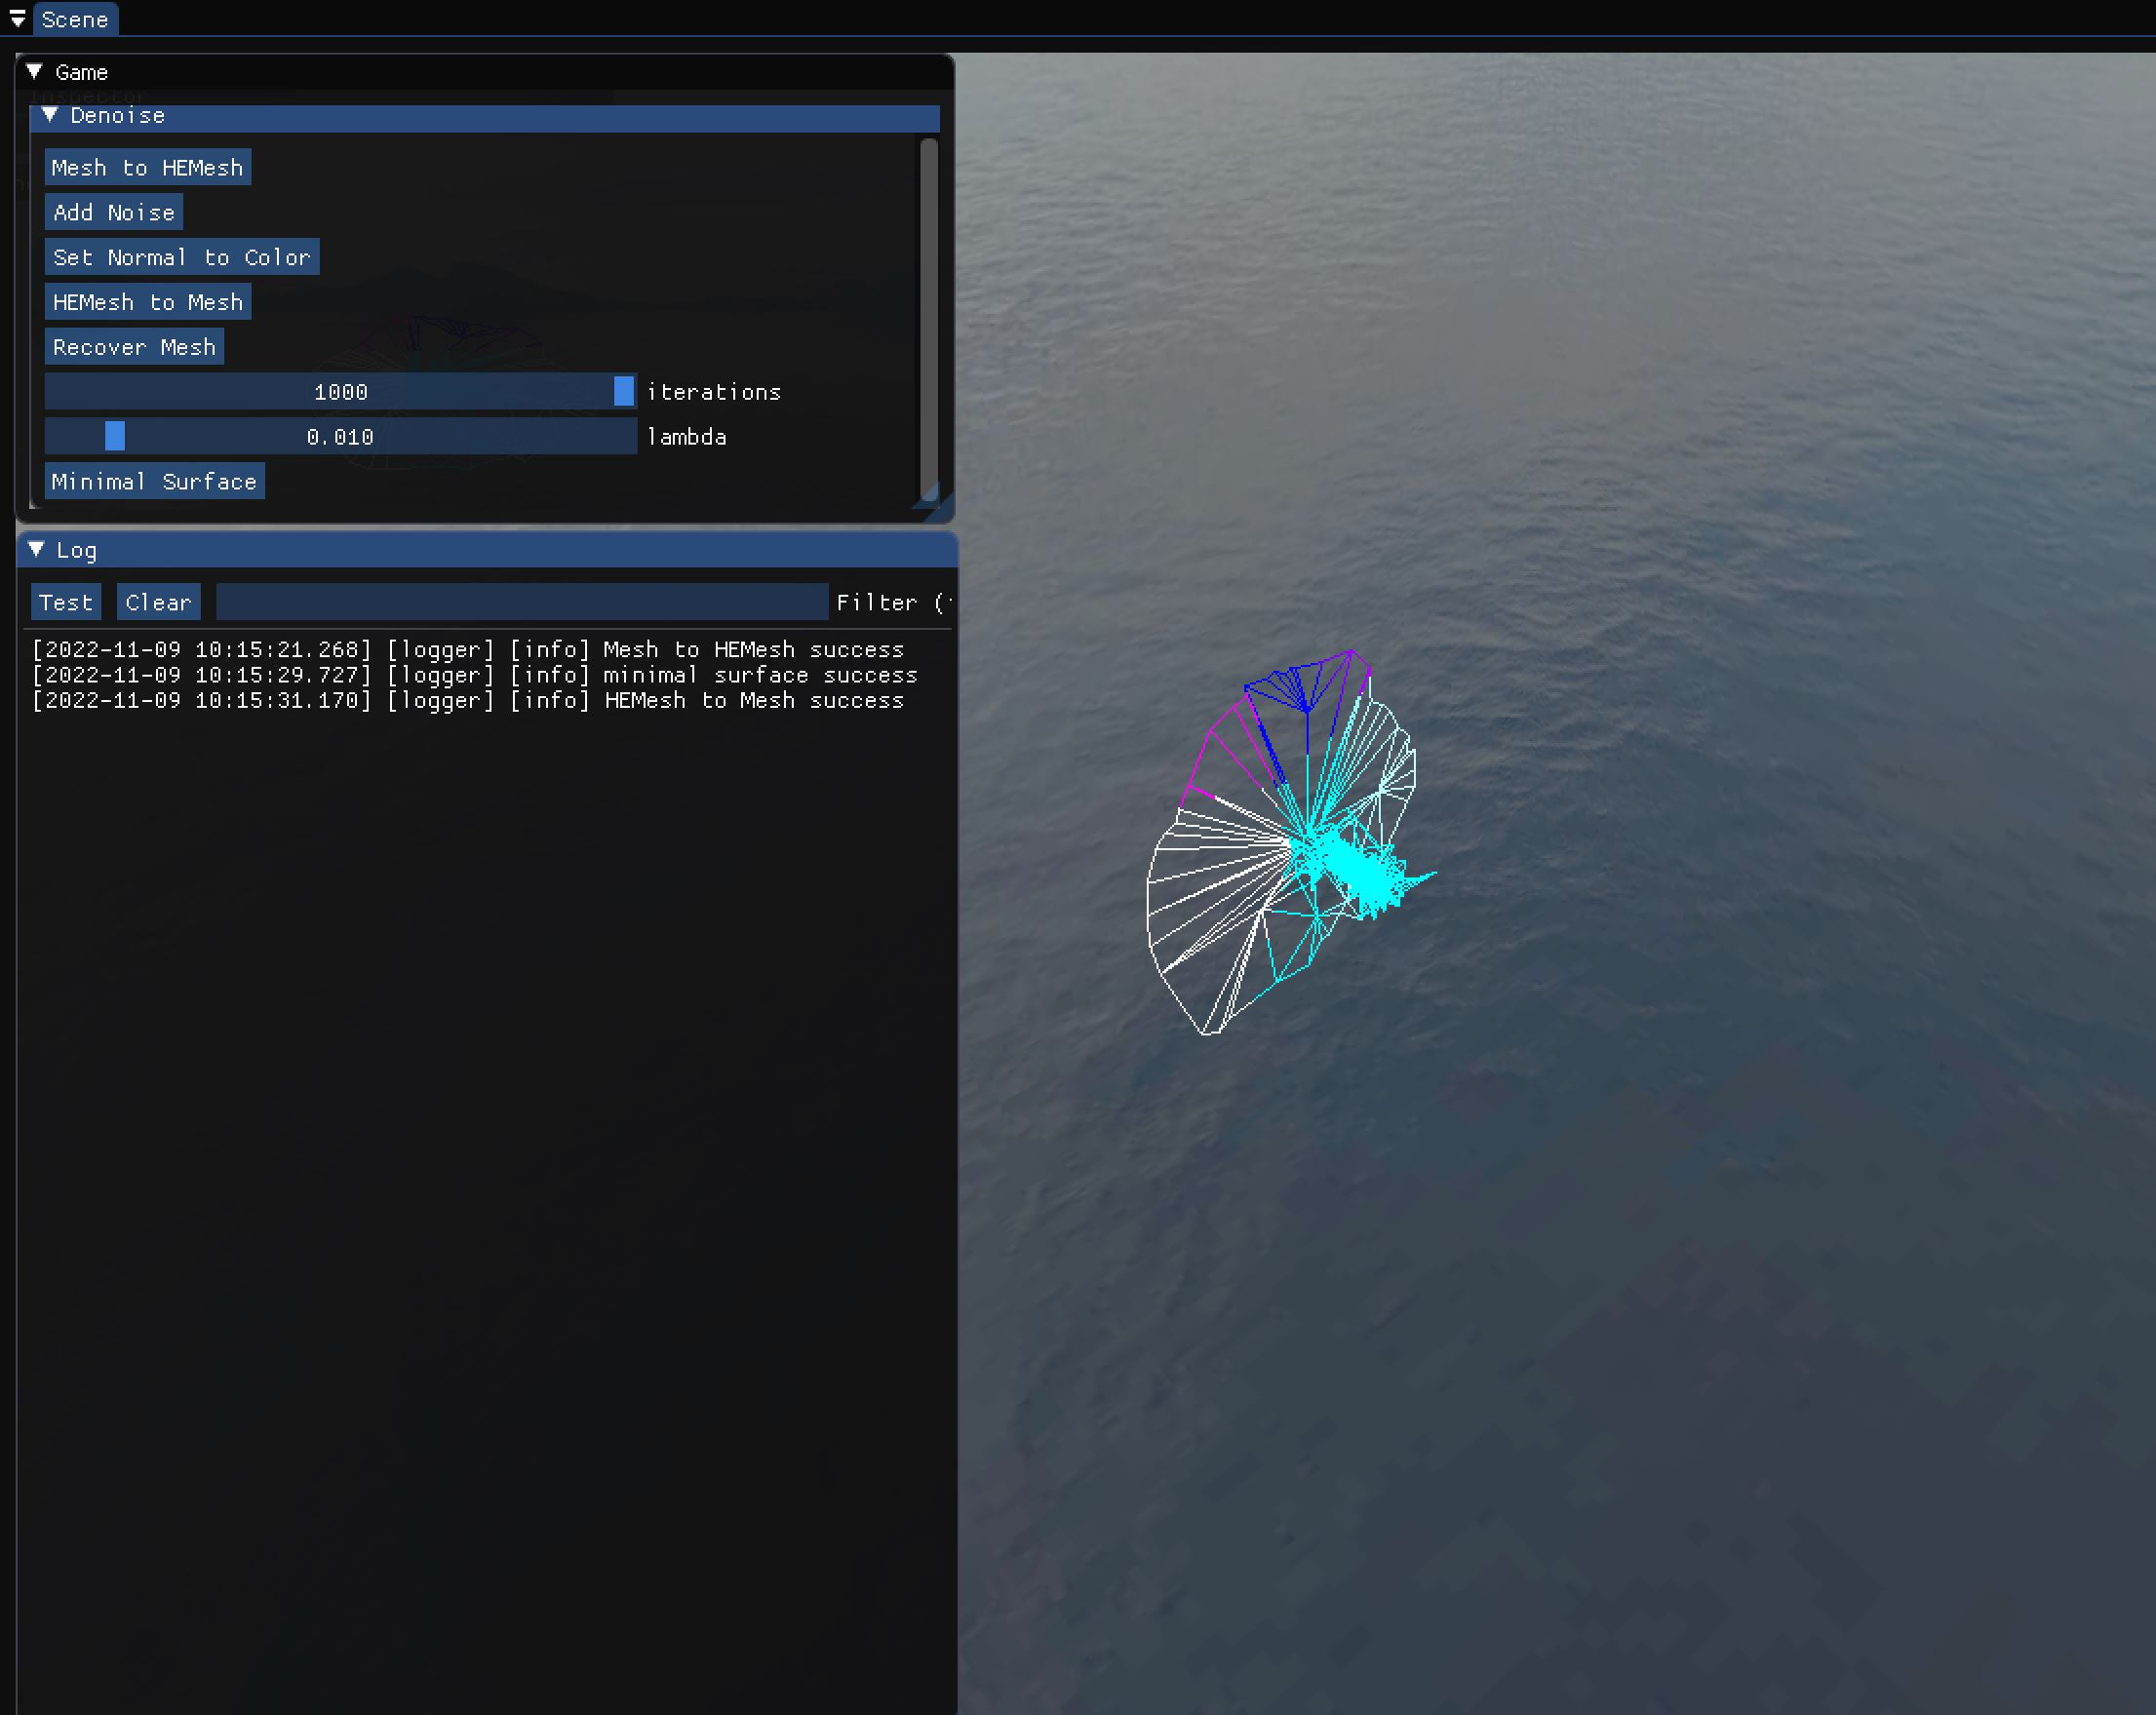 Scene
Game
Inspector
Denoise
Mesh to HEMesh
Add Noise
Set Normal to Color
HEMesh to Mesh
Recover Mesh
1000 iterations
0.010 lambda
Minimal Surface
Log
Test Clear Filter (
[2022-11-09 10:15:21.268] [logger] [info] Mesh to HEMesh success
[2022-11-09 10:15:29.727] [logger] [info] minimal surface success
[2022-11-09 10:15:31.170] [logger] [info] HEMesh to Mesh success